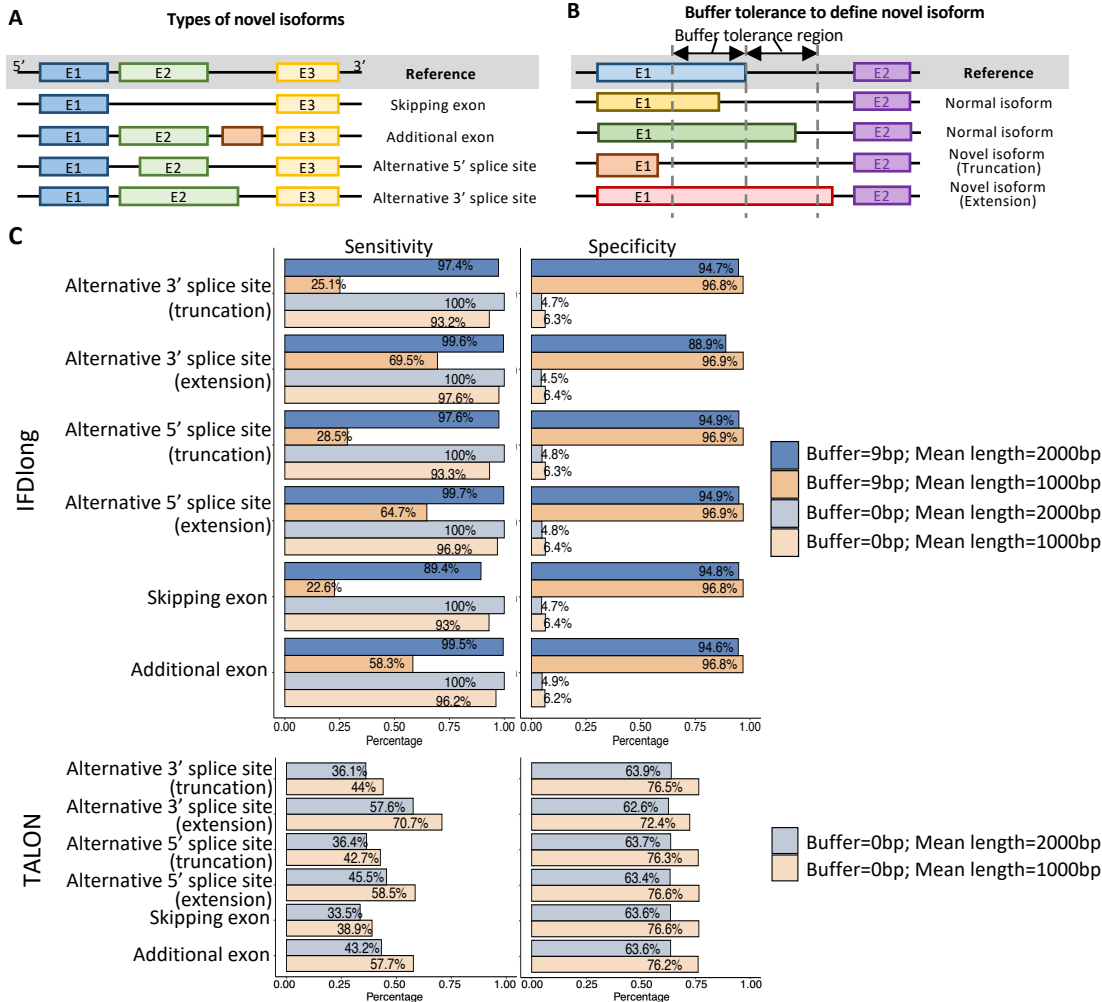 A
Types of novel isoforms
5’
3’
E1
E2
E3
Reference
E1
E3
Skipping exon
E1
E2
E3
Additional exon
E1
E2
E3
Alternative 5’ splice site
E1
E2
E3
Alternative 3’ splice site
B
Buffer tolerance to define novel isoform
Buffer tolerance region
E1
E2
Reference
E1
E2
Normal isoform
E1
E2
Normal isoform
E1
E2
Novel isoform
(Truncation)
E1
E2
Novel isoform
(Extension)
C
Sensitivity
Specificity
IFDlong
Alternative 3’ splice site
(truncation)
97.4%
25.1%
100%
93.2%
94.7%
96.8%
4.7%
6.3%
Alternative 3’ splice site
(extension)
99.6%
69.5%
100%
97.6%
88.9%
96.9%
4.5%
6.4%
Alternative 5’ splice site
(truncation)
97.6%
28.5%
100%
93.3%
94.9%
96.9%
4.8%
6.3%
Alternative 5’ splice site
(extension)
99.7%
64.7%
100%
96.9%
94.9%
96.9%
4.8%
6.4%
Skipping exon
89.4%
22.6%
100%
93%
94.8%
96.8%
4.7%
6.4%
Additional exon
99.5%
58.3%
100%
96.2%
94.6%
96.8%
4.9%
6.2%
0.00 0.25 0.50 0.75 1.00
Percentage
0.00 0.25 0.50 0.75 1.00
Percentage
Buffer=9bp; Mean length=2000bp
Buffer=9bp; Mean length=1000bp
Buffer=0bp; Mean length=2000bp
Buffer=0bp; Mean length=1000bp
TALON
Alternative 3’ splice site
(truncation)
36.1%
44%
63.9%
76.5%
Alternative 3’ splice site
(extension)
57.6%
70.7%
62.6%
72.4%
Alternative 5’ splice site
(truncation)
36.4%
42.7%
63.7%
76.3%
Alternative 5’ splice site
(extension)
45.5%
58.5%
63.4%
76.6%
Skipping exon
33.5%
38.9%
63.6%
76.6%
Additional exon
43.2%
57.7%
63.6%
76.2%
0.00 0.25 0.50 0.75 1.00
Percentage
0.00 0.25 0.50 0.75 1.00
Percentage
Buffer=0bp; Mean length=2000bp
Buffer=0bp; Mean length=1000bp